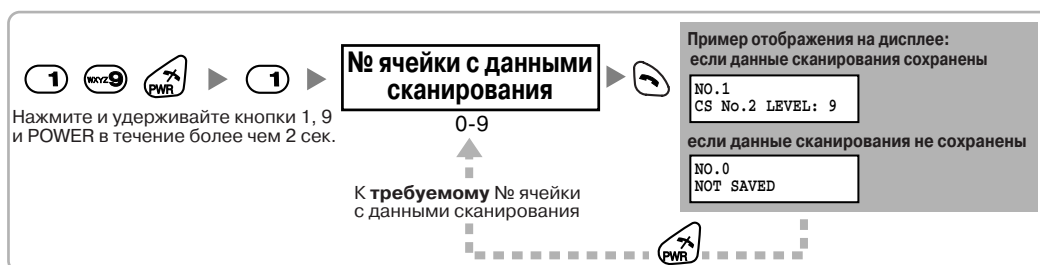 1
WXYZ9
PWR
1
Нажмите и удерживайте кнопки 1, 9
и POWER в течение более чем 2 сек.
№ ячейки с данными
сканирования
0-9
К требуемому № ячейки
с данными сканирования
Пример отображения на дисплее:
если данные сканирования сохранены
NO.1
CS No.2 LEVEL: 9
если данные сканирования не сохранены
NO.0
NOT SAVED
PWR